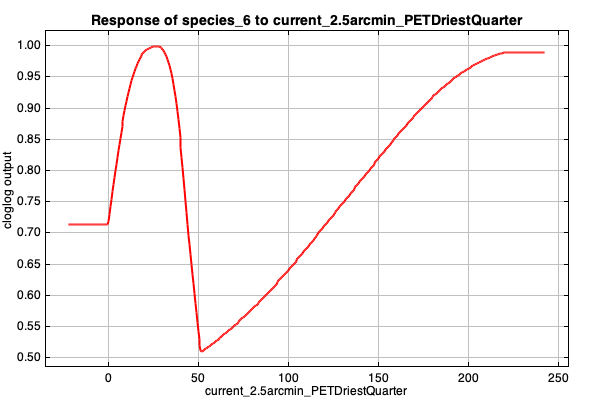 Response of species_6 to current_2.5arcmin_PETDriestQuarter
1.00
0.95
0.90
0.85
0.80
0.75
0.70
0.65
0.60
0.55
0.50
cloglog output
0 50 100 150 200 250
current_2.5arcmin_PETDriestQuarter